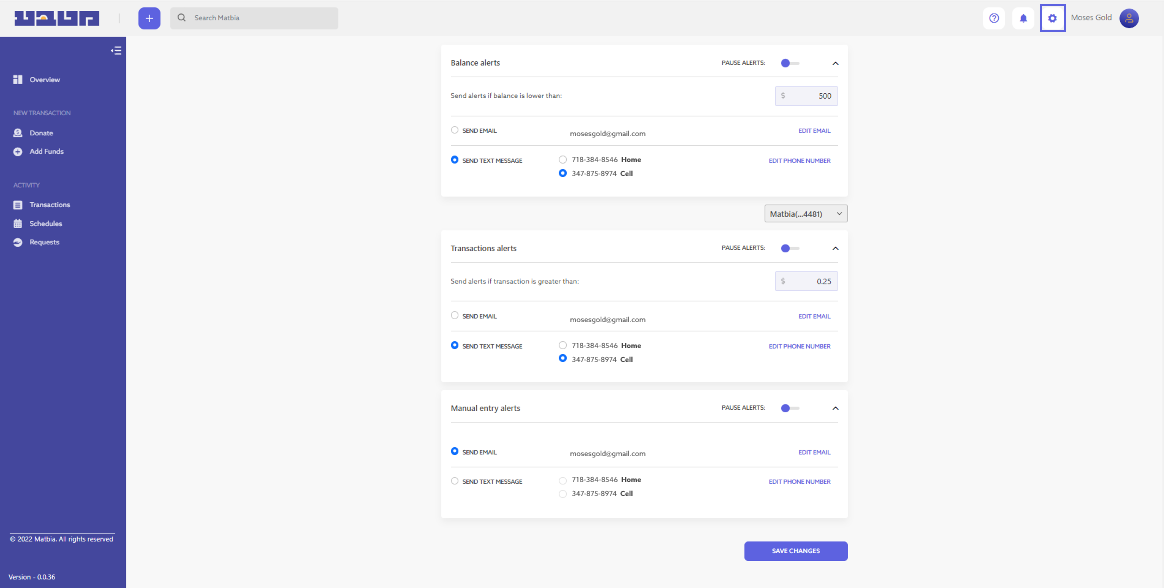 מתביה
Search Matbia
Moses Gold
Overview
NEW TRANSACTION
Donate
Add Funds
ACTIVITY
Transactions
Schedules
Requests
© 2022 Matbia. All rights reserved
Version - 0.0.36
Balance alerts PAUSE ALERTS:
Send alerts if balance is lower than: $ 500
SEND EMAIL mosesgold@gmail.com EDIT EMAIL
SEND TEXT MESSAGE 718-384-8546 Home EDIT PHONE NUMBER
347-875-8974 Cell
Matbia(...4481)
Transactions alerts PAUSE ALERTS:
Send alerts if transaction is greater than: $ 0.25
SEND EMAIL mosesgold@gmail.com EDIT EMAIL
SEND TEXT MESSAGE 718-384-8546 Home EDIT PHONE NUMBER
347-875-8974 Cell
Manual entry alerts PAUSE ALERTS:
SEND EMAIL mosesgold@gmail.com EDIT EMAIL
SEND TEXT MESSAGE 718-384-8546 Home EDIT PHONE NUMBER
347-875-8974 Cell
SAVE CHANGES